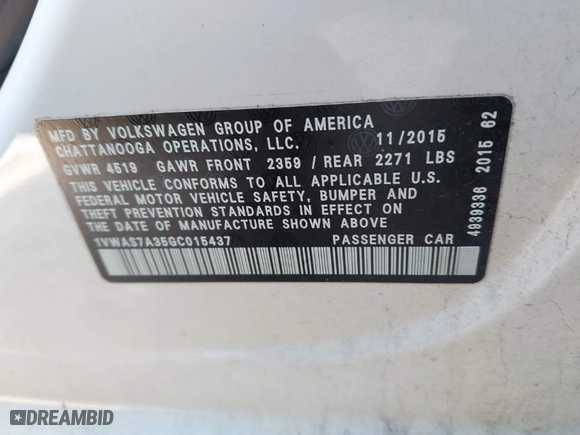 MFD BY VOLKSWAGEN GROUP OF AMERICA
CHATTANOOGA OPERATIONS, LLC. 11/2015
GVWR 4519 GAWR FRONT 2359 / REAR 2271 LBS
THIS VEHICLE CONFORMS TO ALL APPLICABLE U.S.
FEDERAL MOTOR VEHICLE SAFETY, BUMPER AND
THEFT PREVENTION STANDARDS IN EFFECT ON
THE DATE OF MANUFACTURE SHOWN ABOVE
1VWAS7A35GC015437 PASSENGER CAR
4939336 2015 62
DREAMBID